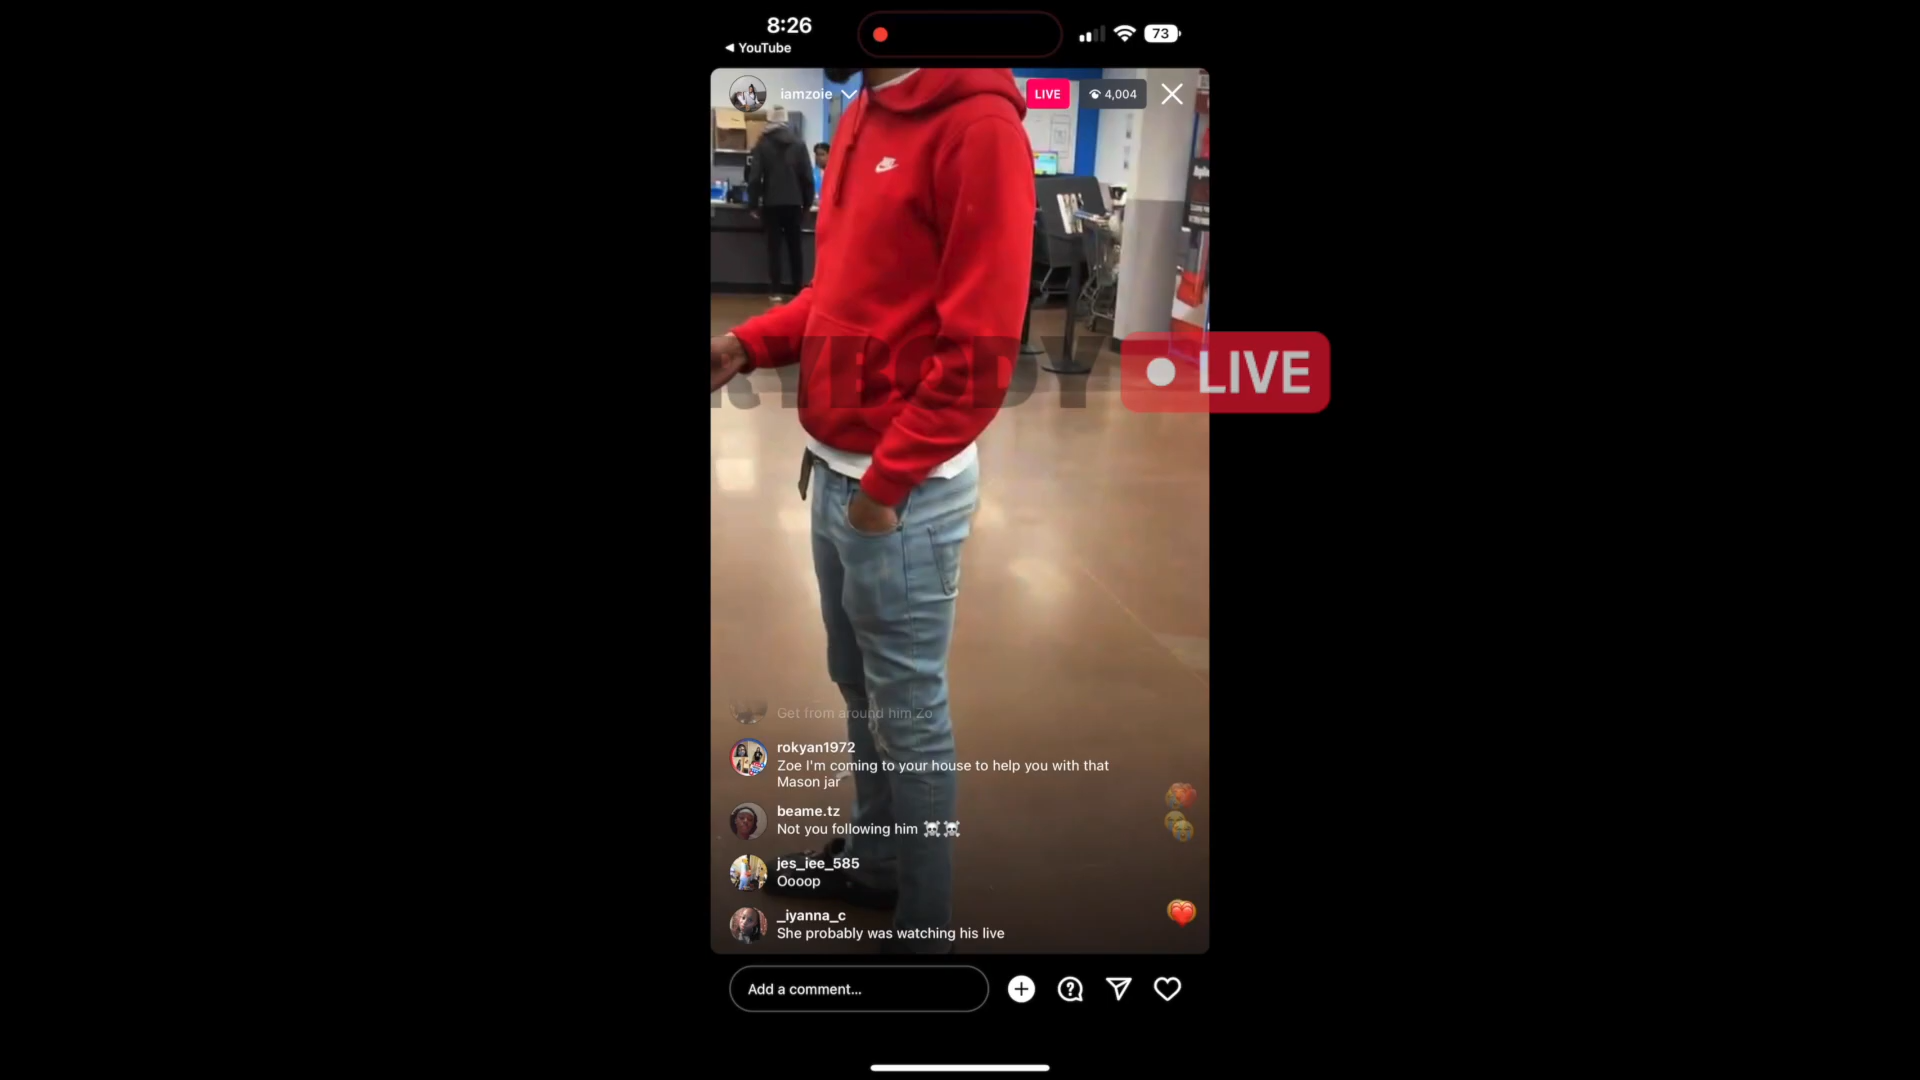 8:26
73
◀ YouTube
iamzoie
LIVE
4,004
RYBODY
LIVE
Get from around him Zo
rokyan1972
Zoe I'm coming to your house to help you with that
Mason jar
beame.tz
Not you following him ☠️☠️
jes_iee_585
Oooop
_iyanna_c
She probably was watching his live
Add a comment...